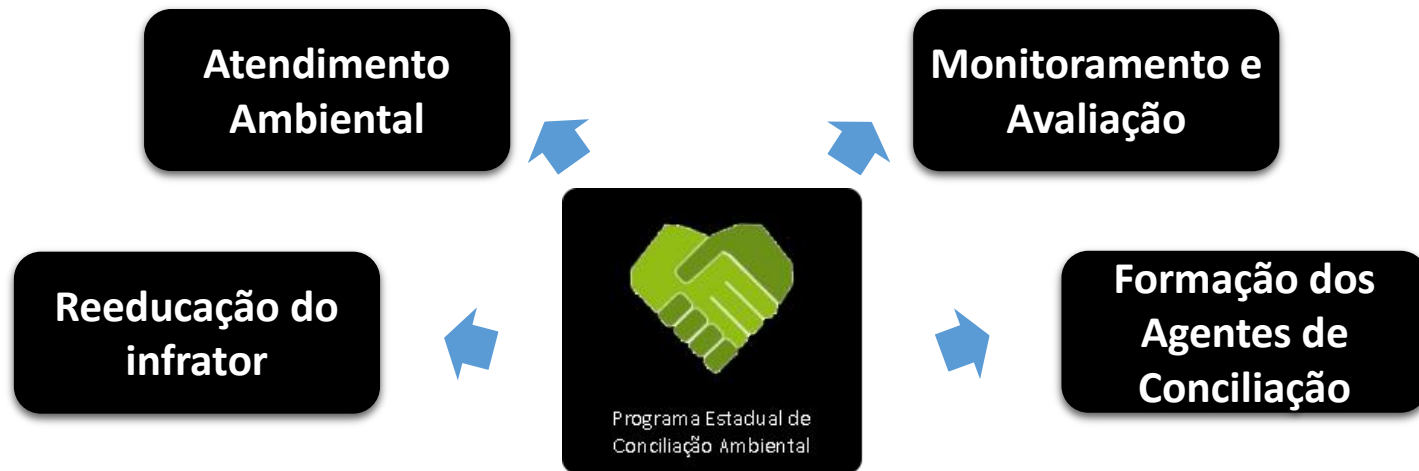 Atendimento
Ambiental
Monitoramento e
Avaliação
Reeducação do
infrator
Formação dos
Agentes de
Conciliação
Programa Estadual de
Conciliação Ambiental